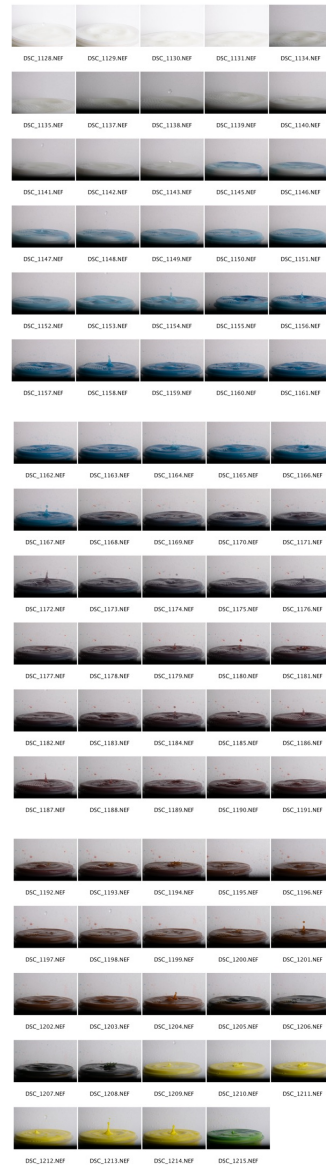 DSC_1128.NEF DSC_1129.NEF DSC_1130.NEF DSC_1131.NEF DSC_1134.NEF
DSC_1135.NEF DSC_1137.NEF DSC_1138.NEF DSC_1139.NEF DSC_1140.NEF
DSC_1141.NEF DSC_1142.NEF DSC_1143.NEF DSC_1145.NEF DSC_1146.NEF
DSC_1147.NEF DSC_1148.NEF DSC_1149.NEF DSC_1150.NEF DSC_1151.NEF
DSC_1152.NEF DSC_1153.NEF DSC_1154.NEF DSC_1155.NEF DSC_1156.NEF
DSC_1157.NEF DSC_1158.NEF DSC_1159.NEF DSC_1160.NEF DSC_1161.NEF
DSC_1162.NEF DSC_1163.NEF DSC_1164.NEF DSC_1165.NEF DSC_1166.NEF
DSC_1167.NEF DSC_1168.NEF DSC_1169.NEF DSC_1170.NEF DSC_1171.NEF
DSC_1172.NEF DSC_1173.NEF DSC_1174.NEF DSC_1175.NEF DSC_1176.NEF
DSC_1177.NEF DSC_1178.NEF DSC_1179.NEF DSC_1180.NEF DSC_1181.NEF
DSC_1182.NEF DSC_1183.NEF DSC_1184.NEF DSC_1185.NEF DSC_1186.NEF
DSC_1187.NEF DSC_1188.NEF DSC_1189.NEF DSC_1190.NEF DSC_1191.NEF
DSC_1192.NEF DSC_1193.NEF DSC_1194.NEF DSC_1195.NEF DSC_1196.NEF
DSC_1197.NEF DSC_1198.NEF DSC_1199.NEF DSC_1200.NEF DSC_1201.NEF
DSC_1202.NEF DSC_1203.NEF DSC_1204.NEF DSC_1205.NEF DSC_1206.NEF
DSC_1207.NEF DSC_1208.NEF DSC_1209.NEF DSC_1210.NEF DSC_1211.NEF
DSC_1212.NEF DSC_1213.NEF DSC_1214.NEF DSC_1215.NEF